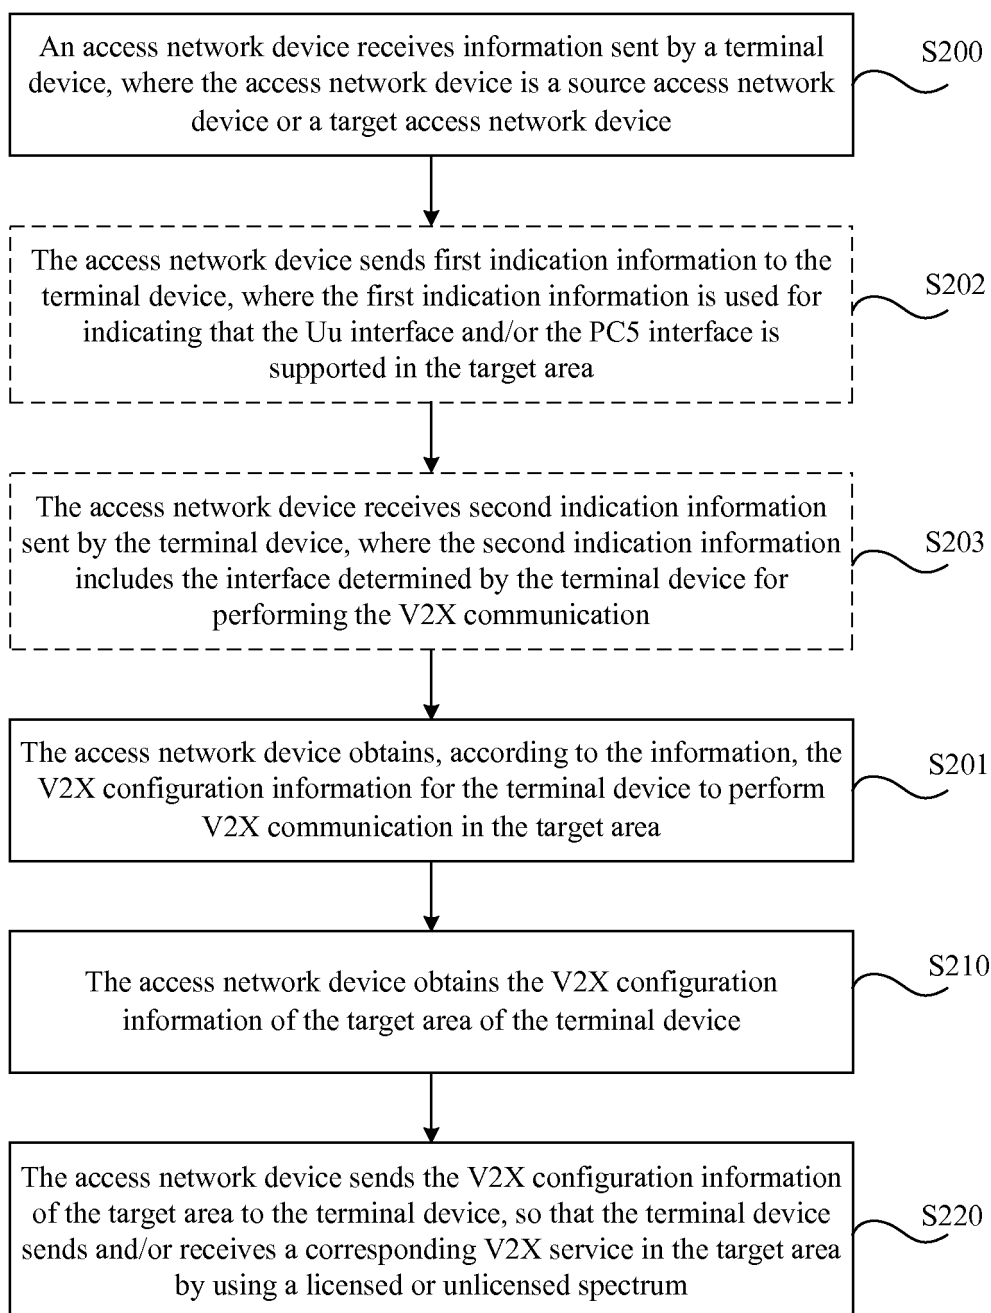 An access network device receives information sent by a terminal
device, where the access network device is a source access network
device or a target access network device
S200
The access network device sends first indication information to the
terminal device, where the first indication information is used for
indicating that the Uu interface and/or the PC5 interface is
supported in the target area
S202
The access network device receives second indication information
sent by the terminal device, where the second indication information
includes the interface determined by the terminal device for
performing the V2X communication
S203
The access network device obtains, according to the information, the
V2X configuration information for the terminal device to perform
V2X communication in the target area
S201
The access network device obtains the V2X configuration
information of the target area of the terminal device
S210
The access network device sends the V2X configuration information
of the target area to the terminal device, so that the terminal device
sends and/or receives a corresponding V2X service in the target area
by using a licensed or unlicensed spectrum
S220